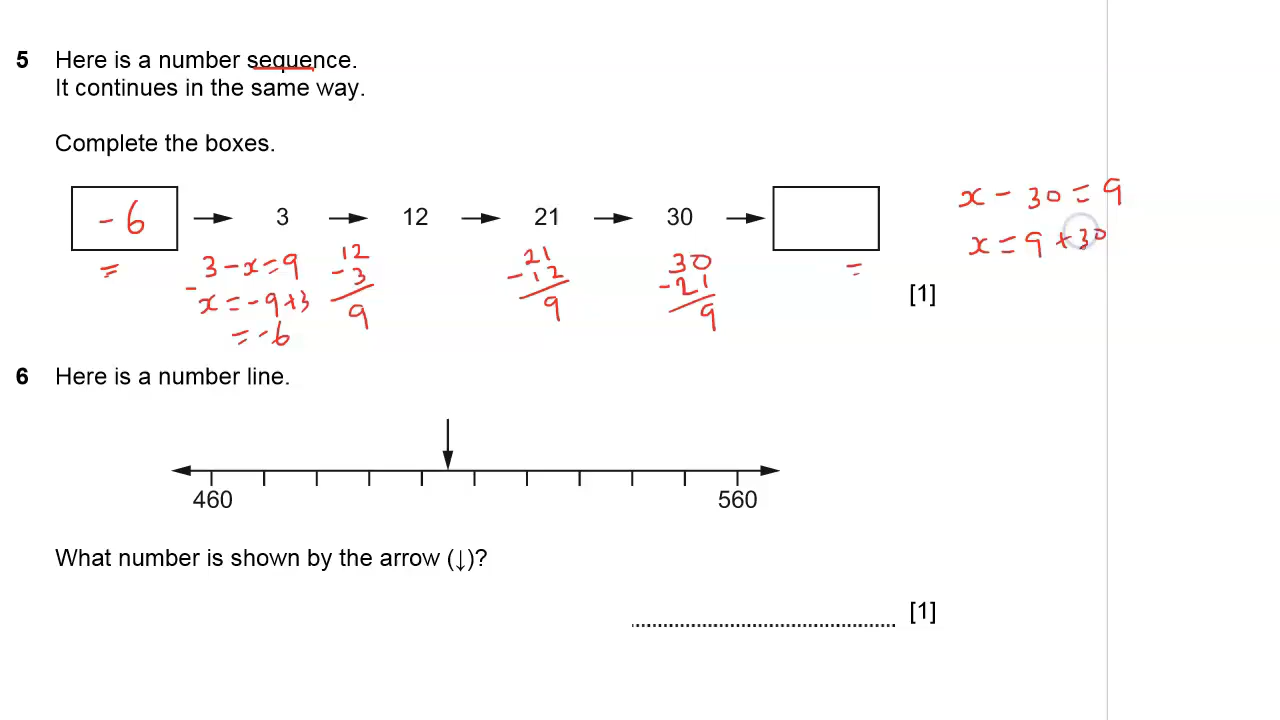 5 Here is a number sequence.
It continues in the same way.
Complete the boxes.
-6 → 3 → 12 → 21 → 30 →
=
3 - x = 9
- x = -9+3
= -6
12
- 3
9
21
- 12
9
30
- 21
9
=
x - 30 = 9
x = 9 + 30
[1]
6 Here is a number line.
460 560
What number is shown by the arrow (↓)?
[1]